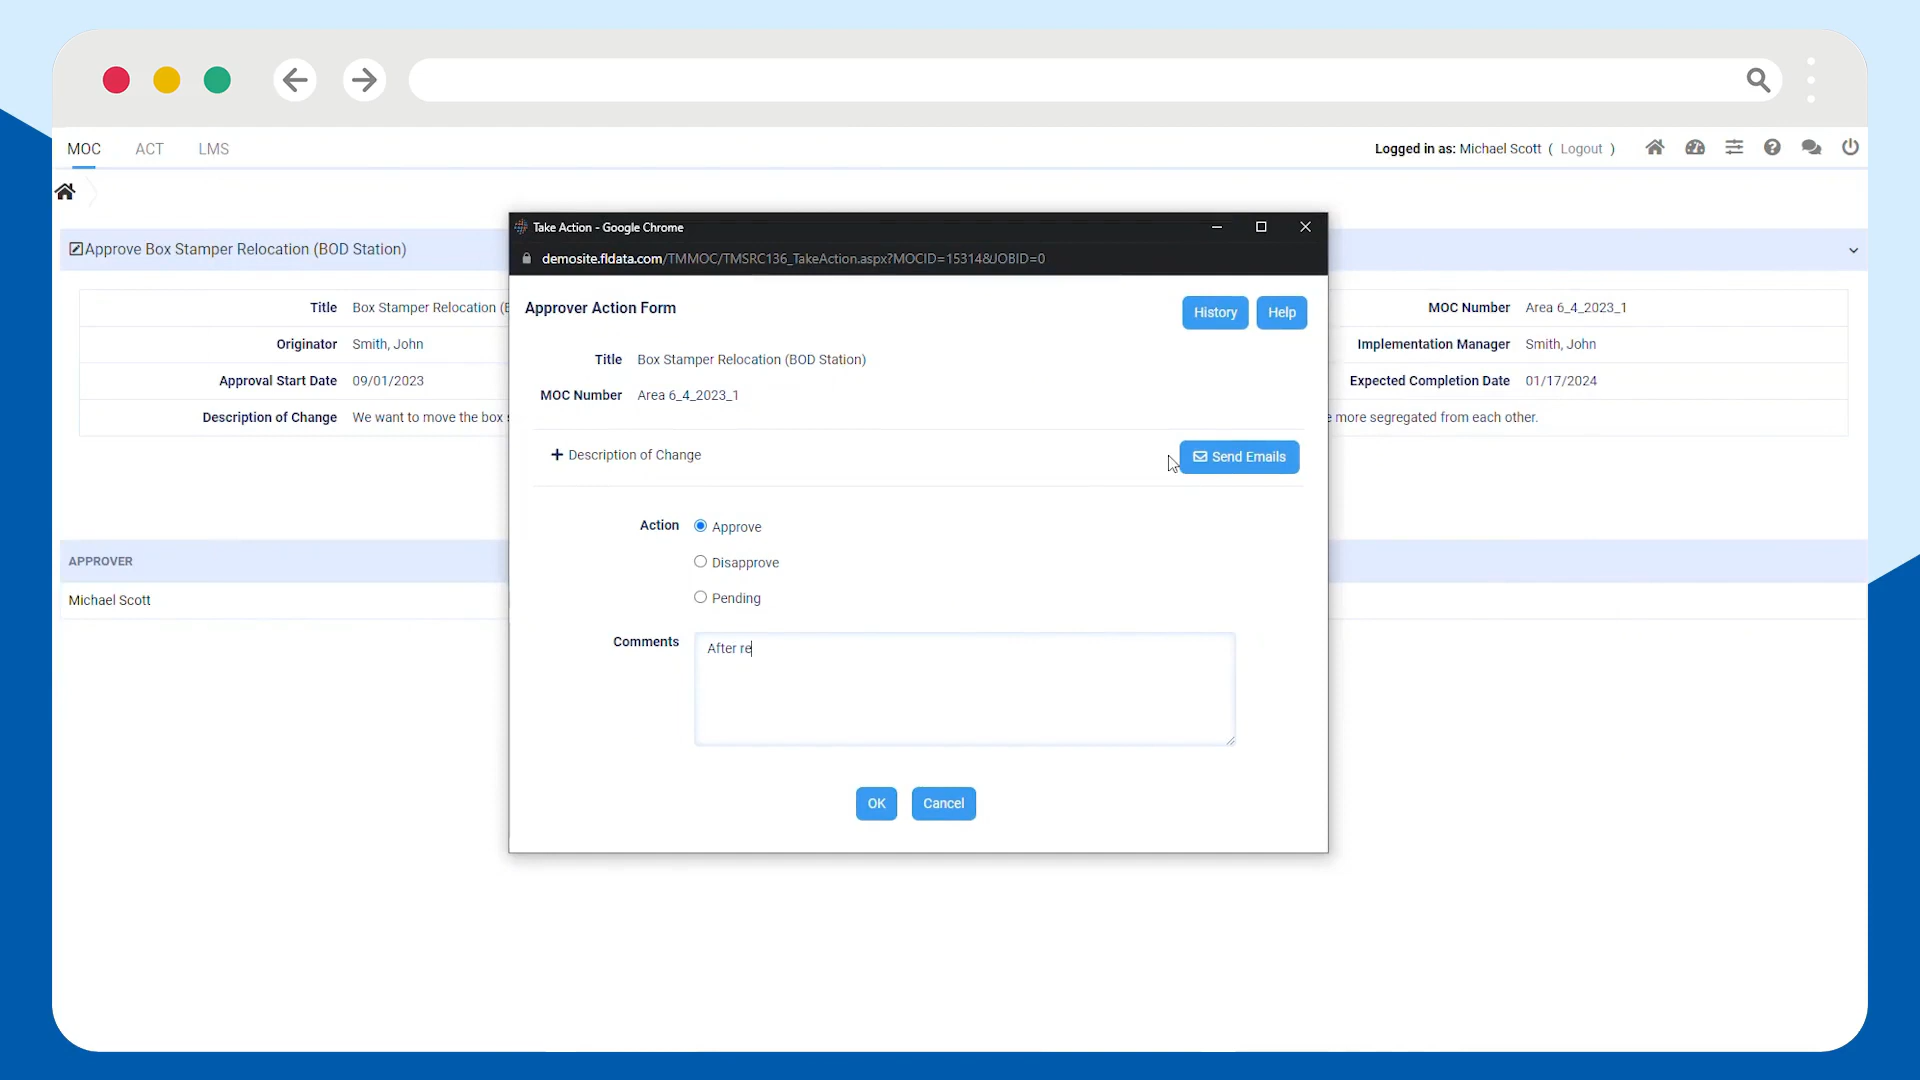 MOC ACT LMS Logged in as: Michael Scott ( Logout )
Take Action - Google Chrome
demosite.fldata.com/TMMOC/TMSRC136_TakeAction.aspx?MOCID=15314&JOBID=0
Approve Box Stamper Relocation (BOD Station)
Title Box Stamper Relocation (
MOC Number Area 6_4_2023_1
Originator Smith, John
Implementation Manager Smith, John
Approval Start Date 09/01/2023
Expected Completion Date 01/17/2024
Description of Change We want to move the box
more segregated from each other.
APPROVER
Michael Scott
Approver Action Form
History Help
Title Box Stamper Relocation (BOD Station)
MOC Number Area 6_4_2023_1
+ Description of Change
Send Emails
Action Approve
Disapprove
Pending
Comments After re
OK Cancel